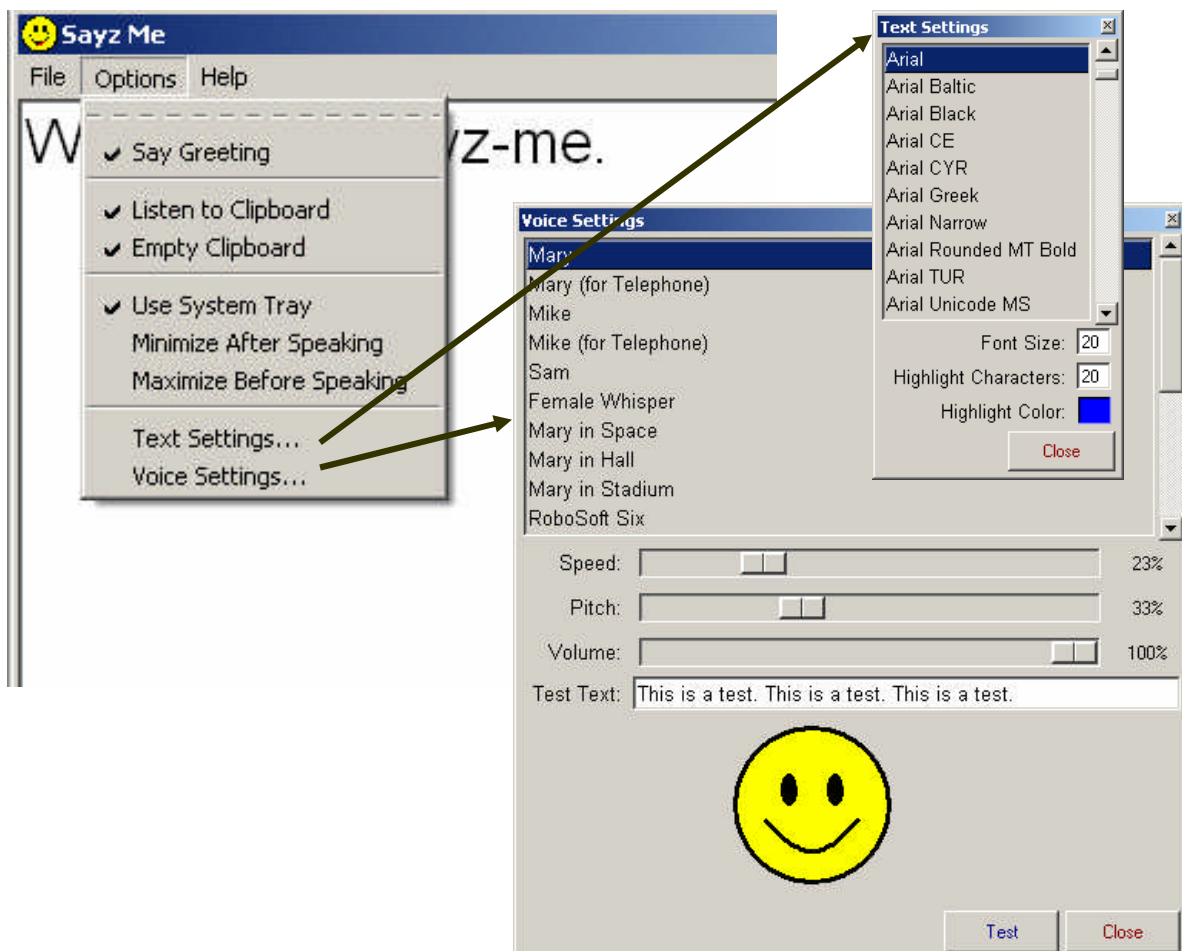 Sayz Me
File Options Help
W yz-me.
Say Greeting
Listen to Clipboard
Empty Clipboard
Use System Tray
Minimize After Speaking
Maximize Before Speaking
Text Settings...
Voice Settings...
Text Settings
Arial
Arial Baltic
Arial Black
Arial CE
Arial CYR
Arial Greek
Arial Narrow
Arial Rounded MT Bold
Arial TUR
Arial Unicode MS
Font Size: 20
Highlight Characters: 20
Highlight Color:
Close
Voice Settings
Mary
Mary (for Telephone)
Mike
Mike (for Telephone)
Sam
Female Whisper
Mary in Space
Mary in Hall
Mary in Stadium
RoboSoft Six
Speed: 23%
Pitch: 33%
Volume: 100%
Test Text: This is a test. This is a test. This is a test.
Test Close